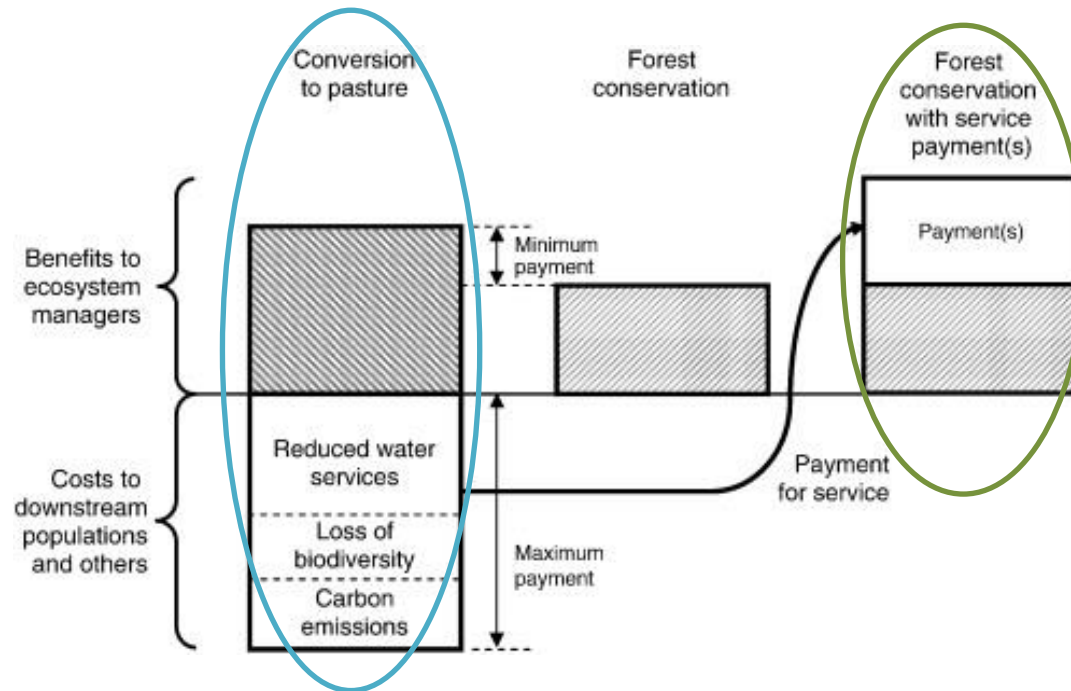 Conversion
to pasture
Forest
conservation
Forest
conservation
with service
payment(s)
Benefits to
ecosystem
managers
Minimum
payment
Payment(s)
Costs to
downstream
populations
and others
Reduced water
services
Loss of
biodiversity
Carbon
emissions
Maximum
payment
Payment
for service